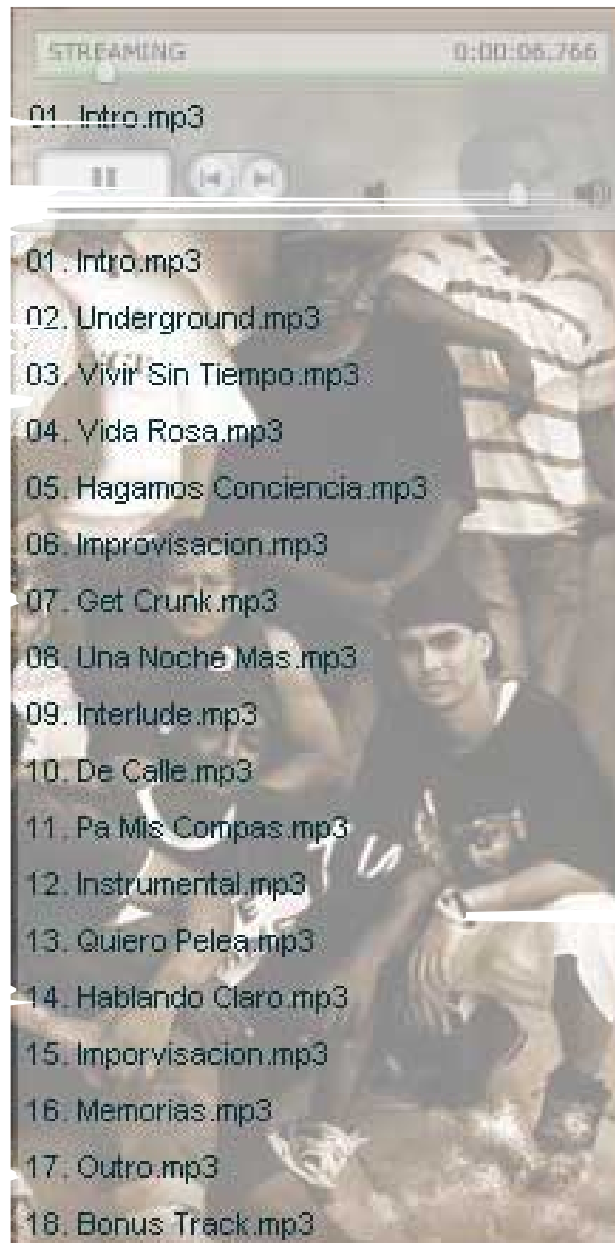 STREAMING 0:00:06.766
01. Intro.mp3
01. Intro.mp3
02. Underground.mp3
03. Vivir Sin Tiempo.mp3
04. Vida Rosa.mp3
05. Hagamos Conciencia.mp3
06. Improvisacion.mp3
07. Get Crunk.mp3
08. Una Noche Mas.mp3
09. Interlude.mp3
10. De Calle.mp3
11. Pa Mis Compas.mp3
12. Instrumental.mp3
13. Quiero Pelea.mp3
14. Hablando Claro.mp3
15. Imporvisacion.mp3
16. Memorias.mp3
17. Outro.mp3
18. Bonus Track.mp3